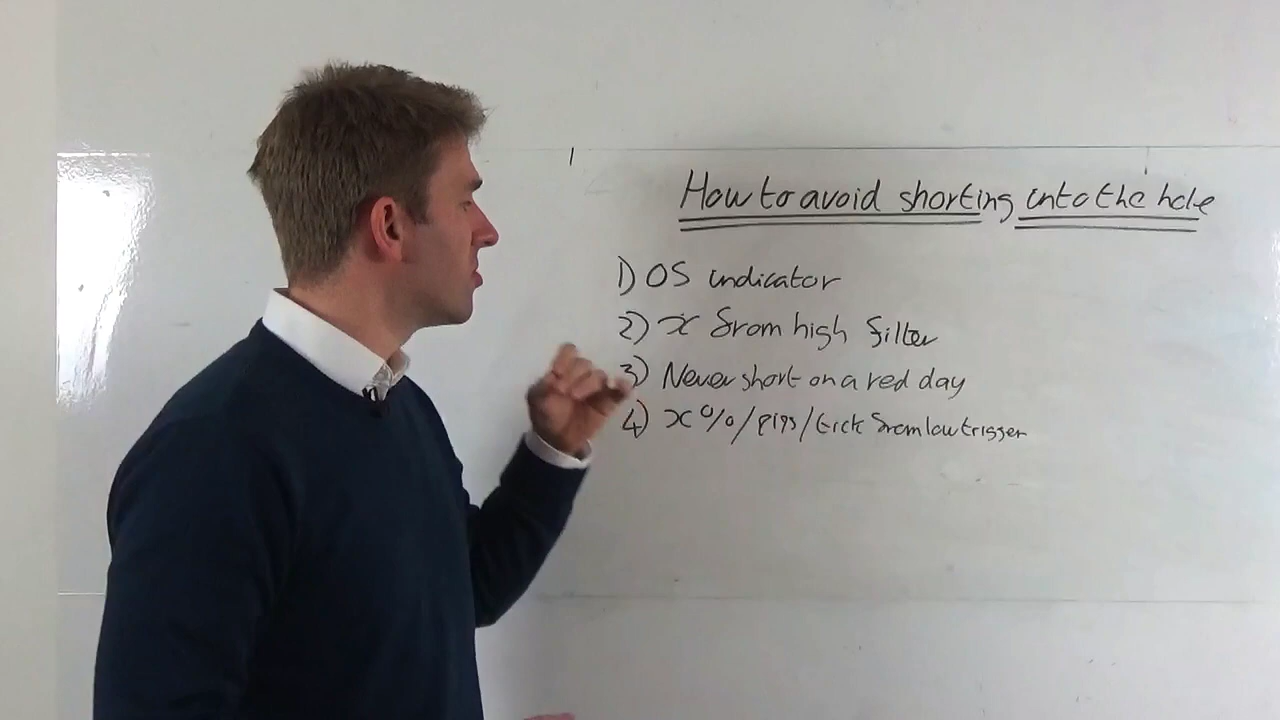 How to avoid shorting into the hole
1) OS indicator
2) x from high filter
3) Never short on a red day
4) x%/pips/tick from low trigger